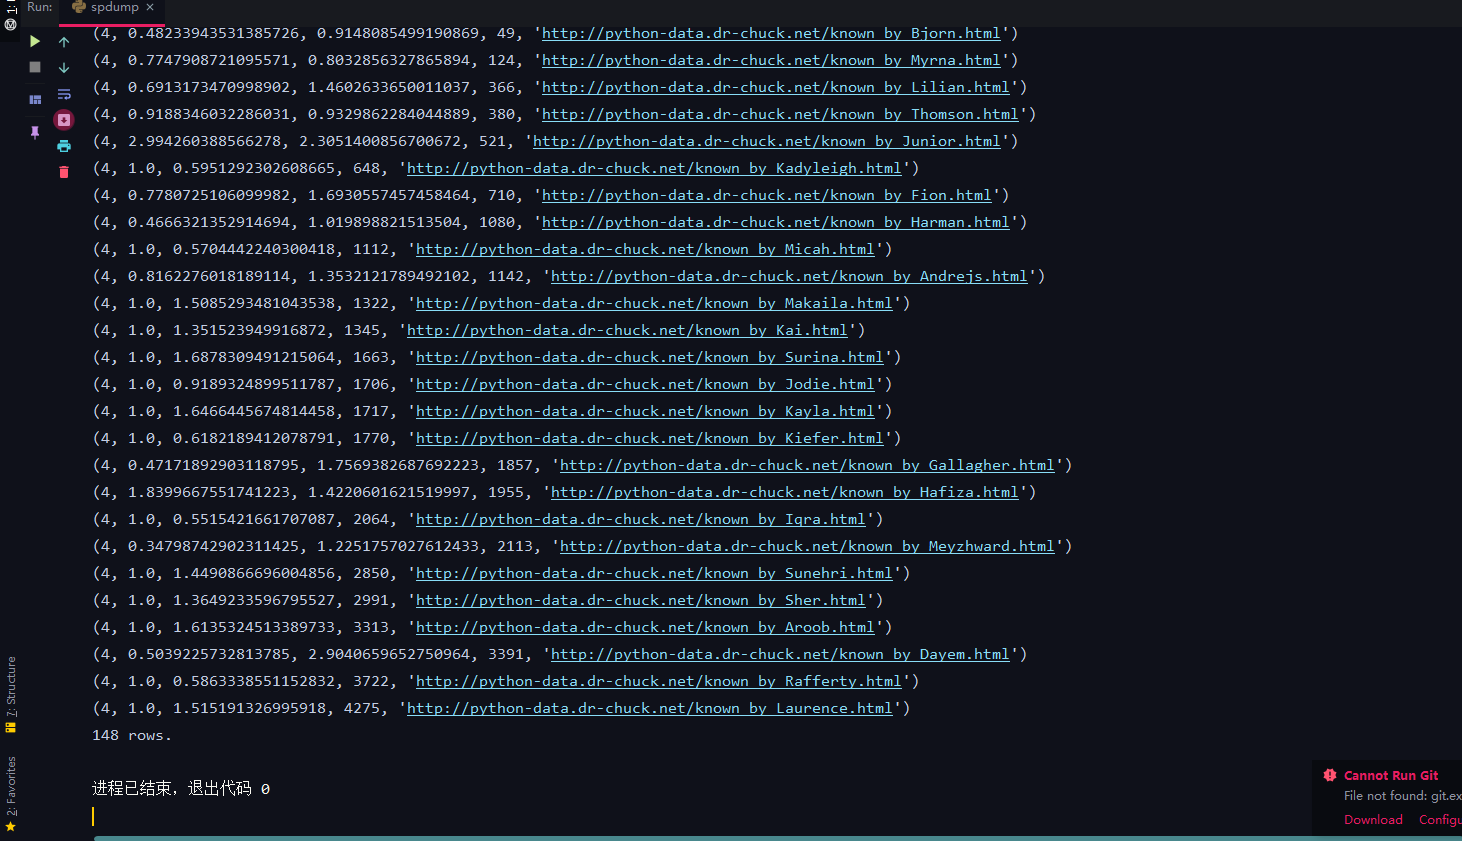 Run: spdump ×
(4, 0.48233943531385726, 0.9148085499190869, 49, 'http://python-data.dr-chuck.net/known_by_Bjorn.html')
(4, 0.7747908721095571, 0.8032856327865894, 124, 'http://python-data.dr-chuck.net/known_by_Myrna.html')
(4, 0.6913173470998902, 1.4602633650011037, 366, 'http://python-data.dr-chuck.net/known_by_Lilian.html')
(4, 0.9188346032286031, 0.9329862284044889, 380, 'http://python-data.dr-chuck.net/known_by_Thomson.html')
(4, 2.994260388566278, 2.3051400856700672, 521, 'http://python-data.dr-chuck.net/known_by_Junior.html')
(4, 1.0, 0.5951292302608665, 648, 'http://python-data.dr-chuck.net/known_by_Kadyleigh.html')
(4, 0.7780725106099982, 1.6930557457458464, 710, 'http://python-data.dr-chuck.net/known_by_Fion.html')
(4, 0.4666321352914694, 1.019898821513504, 1080, 'http://python-data.dr-chuck.net/known_by_Harman.html')
(4, 1.0, 0.5704442240300418, 1112, 'http://python-data.dr-chuck.net/known_by_Micah.html')
(4, 0.8162276018189114, 1.3532121789492102, 1142, 'http://python-data.dr-chuck.net/known_by_Andrejs.html')
(4, 1.0, 1.5085293481043538, 1322, 'http://python-data.dr-chuck.net/known_by_Makaila.html')
(4, 1.0, 1.351523949916872, 1345, 'http://python-data.dr-chuck.net/known_by_Kai.html')
(4, 1.0, 1.6878309491215064, 1663, 'http://python-data.dr-chuck.net/known_by_Surina.html')
(4, 1.0, 0.9189324899511787, 1706, 'http://python-data.dr-chuck.net/known_by_Jodie.html')
(4, 1.0, 1.6466445674814458, 1717, 'http://python-data.dr-chuck.net/known_by_Kayla.html')
(4, 1.0, 0.6182189412078791, 1770, 'http://python-data.dr-chuck.net/known_by_Kiefer.html')
(4, 0.47171892903118795, 1.7569382687692223, 1857, 'http://python-data.dr-chuck.net/known_by_Gallagher.html')
(4, 1.8399667551741223, 1.4220601621519997, 1955, 'http://python-data.dr-chuck.net/known_by_Hafiza.html')
(4, 1.0, 0.5515421661707087, 2064, 'http://python-data.dr-chuck.net/known_by_Iqra.html')
(4, 0.34798742902311425, 1.2251757027612433, 2113, 'http://python-data.dr-chuck.net/known_by_Meyzhward.html')
(4, 1.0, 1.4490866696004856, 2850, 'http://python-data.dr-chuck.net/known_by_Sunehri.html')
(4, 1.0, 1.3649233596795527, 2991, 'http://python-data.dr-chuck.net/known_by_Sher.html')
(4, 1.0, 1.6135324513389733, 3313, 'http://python-data.dr-chuck.net/known_by_Aroob.html')
(4, 0.5039225732813785, 2.9040659652750964, 3391, 'http://python-data.dr-chuck.net/known_by_Dayem.html')
(4, 1.0, 0.5863338551152832, 3722, 'http://python-data.dr-chuck.net/known_by_Rafferty.html')
(4, 1.0, 1.515191326995918, 4275, 'http://python-data.dr-chuck.net/known_by_Laurence.html')
148 rows.
进程已结束，退出代码 0
7: Structure
2: Favorites
Cannot Run Git
File not found: git.ex
Download Configu